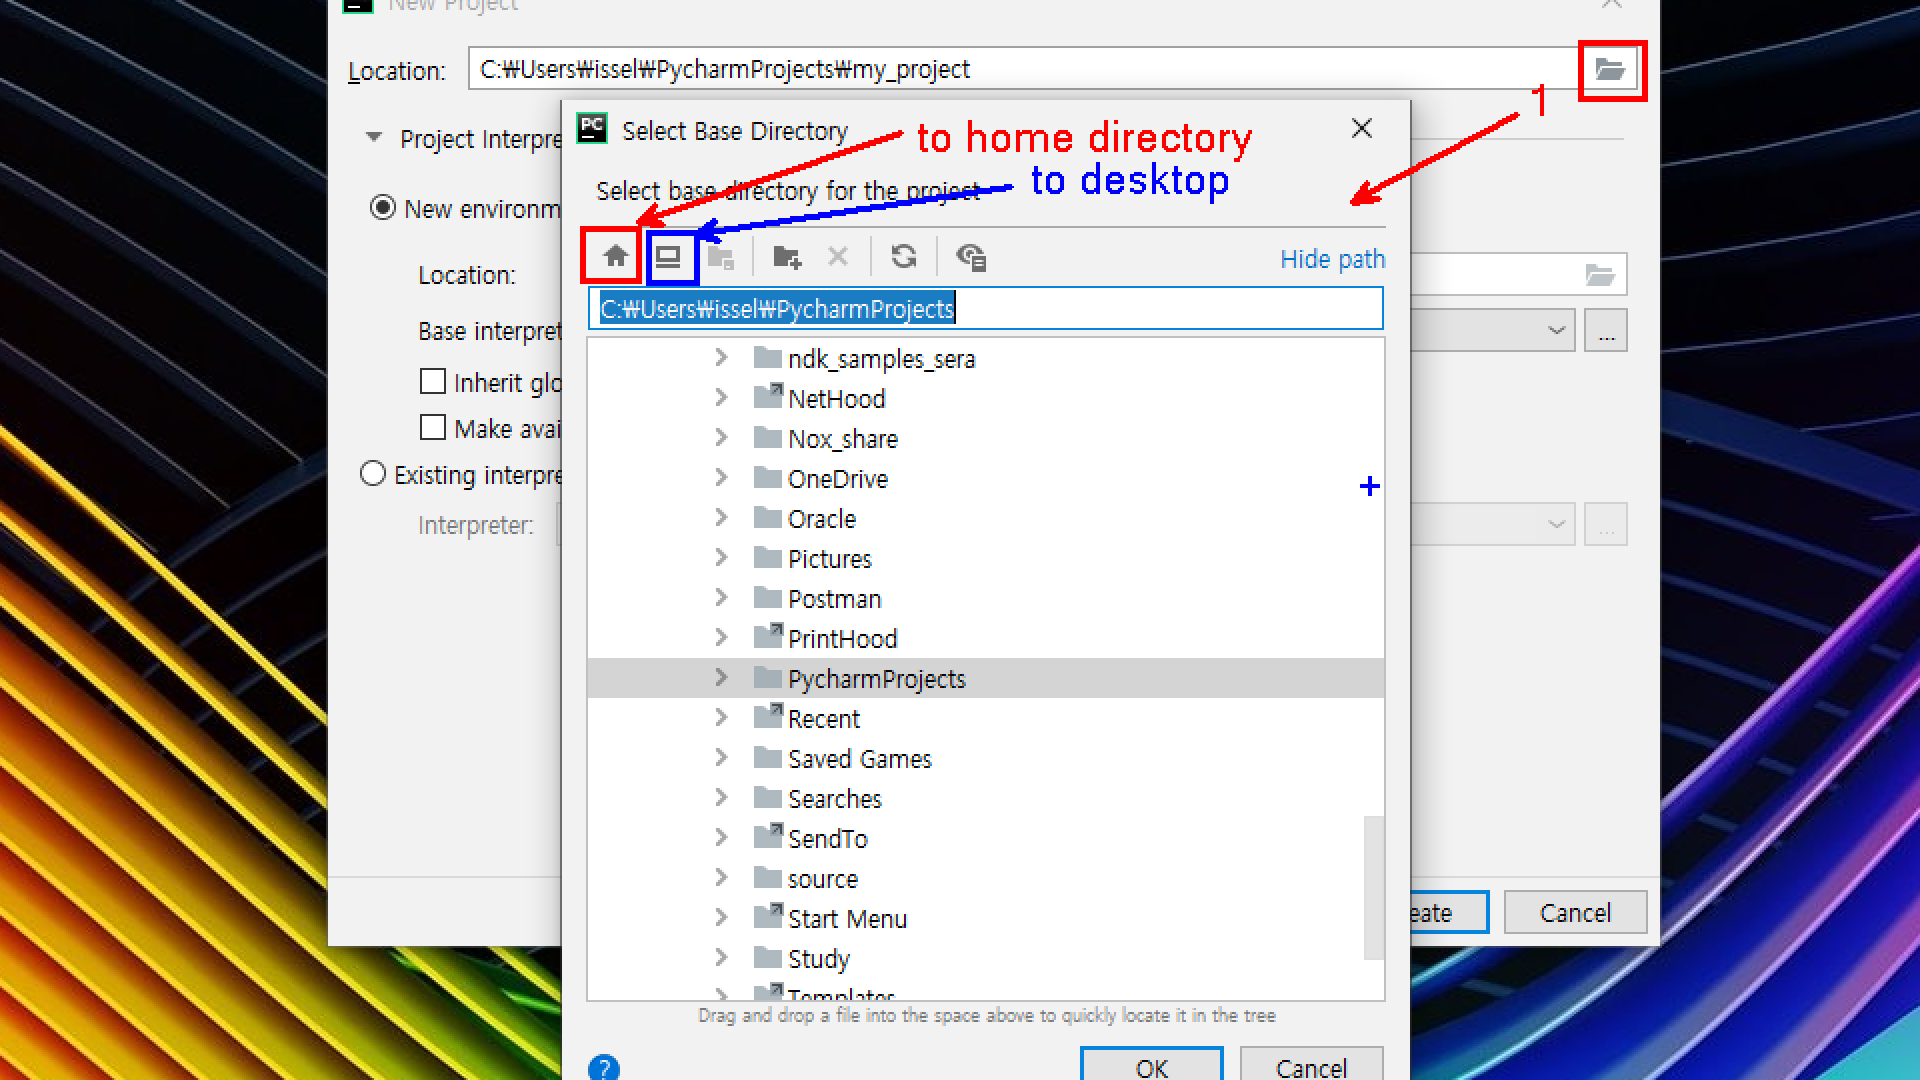 New Project
Location: C:₩Users₩issel₩PycharmProjects₩my_project
1
PC Select Base Directory
to home directory
Project Interpre
to desktop
Select base directory for the project
New environm
Hide path
Location:
C:₩Users₩issel₩PycharmProjects
Base interpret
...
ndk_samples_sera
Inherit glo
NetHood
Make avai
Nox_share
Existing interpre
OneDrive
Interpreter:
...
Oracle
Pictures
Postman
PrintHood
PycharmProjects
Recent
Saved Games
Searches
SendTo
source
Start Menu
eate
Cancel
Study
Templates
Drag and drop a file into the space above to quickly locate it in the tree
?
OK
Cancel